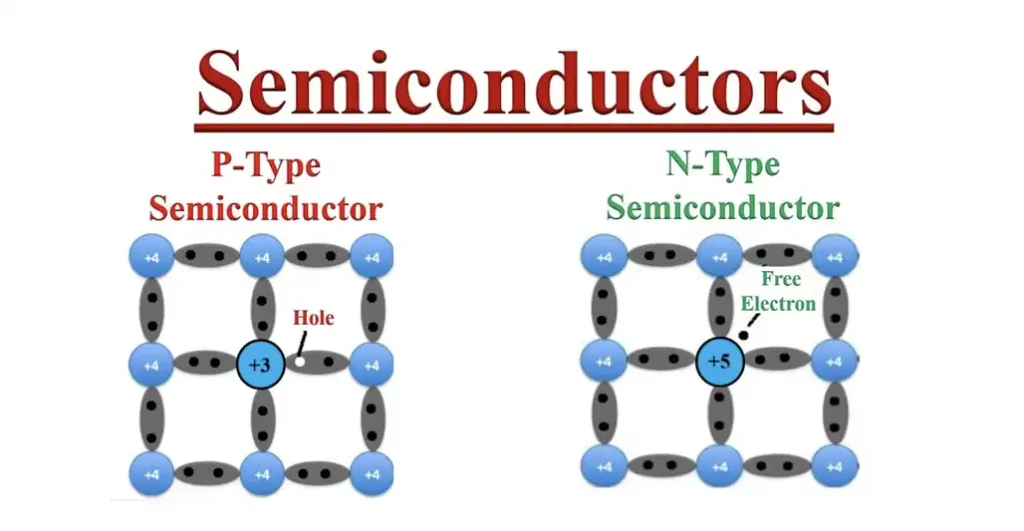 Semiconductors
P-Type
Semiconductor
+4 +4 +4
Hole
+4 +3 +4
+4 +4 +4
N-Type
Semiconductor
+4 +4 +4
Free
Electron
+4 +5 +4
+4 +4 +4